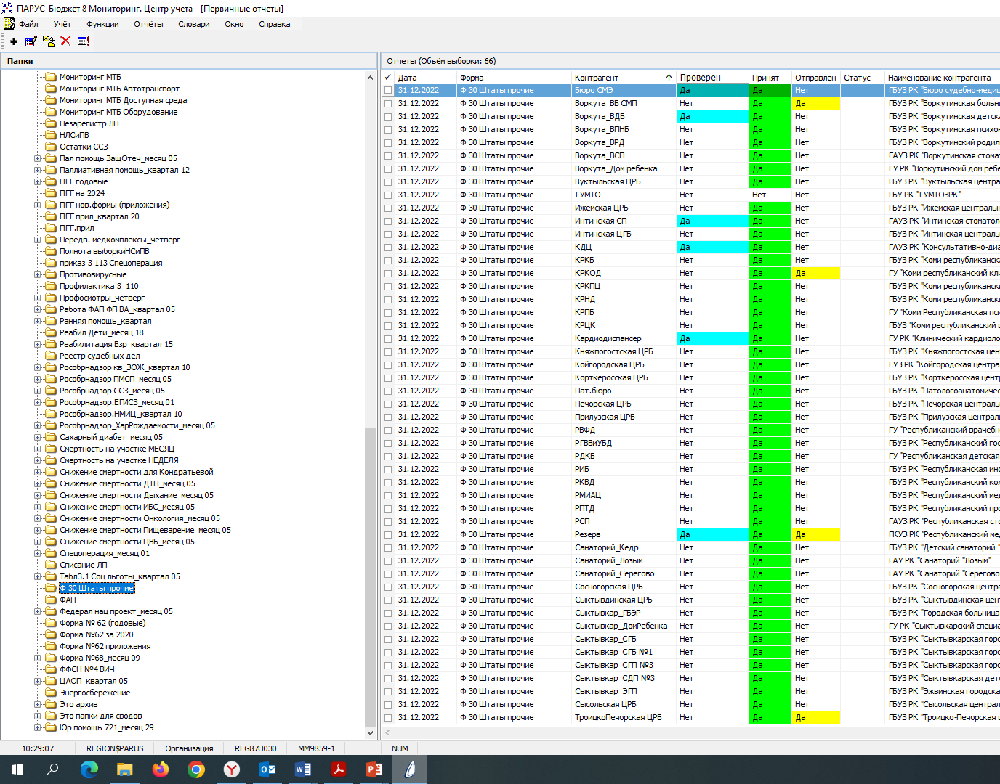 ПАРУС-Бюджет 8 Мониторинг. Центр учета - [Первичные отчеты]
Файл Учёт Функции Отчёты Словари Окно Справка
Папки
Мониторинг МТБ
Мониторинг МТБ Автотранспорт
Мониторинг МТБ Доступная среда
Мониторинг МТБ Оборудование
Незарегистр ЛП
НЛСиПВ
Остатки ССЗ
Пал помощь ЗащОтеч_месяц 05
Паллиативная помощь_квартал 12
ПГГ годовые
ПГГ на 2024
ПГГ нов.формы (приложения)
ПГГ прил_квартал 20
ПГГ.прил
Передв. медкомплексы_четверг
Полнота выборкиНСиПВ
приказ 3 113 Спецоперация
Противовирусные
Профилактика 3_110
Профосмотры_четверг
Работа ФАП ФП ВА_квартал 05
Ранняя помощь_квартал
Реабил Дети_месяц 18
Реабилитация Взр_квартал 15
Реестр судебных дел
Рособрнадзор кв_ЗОЖ_квартал 10
Рособрнадзор ПМСП_месяц 05
Рособрнадзор ССЗ_месяц 05
Рособрнадзор.ЕГИСЗ_месяц 01
Рособрнадзор.НМИЦ_квартал 10
Рособрнадзор_ХарРождаемости_месяц 05
Сахарный диабет_месяц 05
Смертность на участке МЕСЯЦ
Смертность на участке НЕДЕЛЯ
Снижение смертности для Кондратьевой
Снижение смертности ДТП_месяц 05
Снижение смертности Дыхание_месяц 05
Снижение смертности ИБС_месяц 05
Снижение смертности Онкология_месяц 05
Снижение смертности Пищеварение_месяц 05
Снижение смертности ЦВБ_месяц 05
Спецоперация_месяц 01
Списание ЛП
Табл3.1 Соц льготы_квартал 05
Ф 30 Штаты прочие
ФАП
Федерал нац проект_месяц 05
Форма № 62 (годовые)
Форма №62 за 2020
Форма №62 приложения
Форма №68_месяц 09
ФФСН №4 ВИЧ
ЦАОП_квартал 05
Энергосбережение
Это архив
Это папки для сводов
Юр помощь 721_месяц 29
Отчеты (Объём выборки: 66)
Дата Форма Контрагент Проверен Принят Отправлен Статус Наименование контрагента
31.12.2022 Ф 30 Штаты прочие Бюро СМЭ Да Да Нет ГБУЗ РК "Бюро судебно-медиц
31.12.2022 Ф 30 Штаты прочие Воркута_ВБ СМП Нет Да Да ГБУЗ РК "Воркутинская больн
31.12.2022 Ф 30 Штаты прочие Воркута_ВДБ Да Да Нет ГБУЗ РК "Воркутинская детска
31.12.2022 Ф 30 Штаты прочие Воркута_ВПНБ Нет Да Нет ГБУЗ РК "Воркутинская психон
31.12.2022 Ф 30 Штаты прочие Воркута_ВРД Нет Да Нет ГБУЗ РК "Воркутинский родил
31.12.2022 Ф 30 Штаты прочие Воркута_ВСП Нет Да Нет ГАУЗ РК "Воркутинская стомат
31.12.2022 Ф 30 Штаты прочие Воркута_Дом ребенка Нет Да Нет ГУ РК "Воркутинский дом ребе
31.12.2022 Ф 30 Штаты прочие Вуктыльская ЦРБ Нет Да Нет ГБУЗ РК "Вуктыльская центра
31.12.2022 Ф 30 Штаты прочие ГУМТО Нет Нет Нет ГБУ РК "ГУМТОЗРК"
31.12.2022 Ф 30 Штаты прочие Ижемская ЦРБ Нет Да Нет ГБУЗ РК "Ижемская центральн
31.12.2022 Ф 30 Штаты прочие Интинская СП Да Да Нет ГАУЗ РК "Интинская стоматол
31.12.2022 Ф 30 Штаты прочие Интинская ЦГБ Нет Да Нет ГБУЗ РК "Интинская централь
31.12.2022 Ф 30 Штаты прочие КДЦ Да Да Нет ГАУЗ РК "Консультативно-диа
31.12.2022 Ф 30 Штаты прочие КРКБ Нет Да Нет ГБУЗ РК "Коми республиканска
31.12.2022 Ф 30 Штаты прочие КРКОД Нет Да Да ГУ "Коми республиканский кли
31.12.2022 Ф 30 Штаты прочие КРКПЦ Нет Да Нет ГБУЗ РК "Коми республикански
31.12.2022 Ф 30 Штаты прочие КРНД Нет Да Нет ГБУЗ РК "Коми республикански
31.12.2022 Ф 30 Штаты прочие КРПБ Нет Да Нет ГУ "Коми Республиканская пси
31.12.2022 Ф 30 Штаты прочие КРЦК Нет Да Нет ГБУЗ "Коми республиканский ц
31.12.2022 Ф 30 Штаты прочие Кардиодиспансер Да Да Нет ГУ РК "Клинический кардиоло
31.12.2022 Ф 30 Штаты прочие Княжпогостская ЦРБ Нет Да Нет ГБУЗ РК "Княжпогостская цен
31.12.2022 Ф 30 Штаты прочие Койгородская ЦРБ Нет Да Нет ГУЗ РК "Койгородская центра
31.12.2022 Ф 30 Штаты прочие Корткеросская ЦРБ Нет Да Нет ГБУЗ РК "Корткеросская центр
31.12.2022 Ф 30 Штаты прочие Пат.бюро Нет Да Нет ГБУЗ РК "Патологоанатомичес
31.12.2022 Ф 30 Штаты прочие Печорская ЦРБ Нет Да Нет ГБУЗ РК "Печорская централь
31.12.2022 Ф 30 Штаты прочие Прилузская ЦРБ Нет Да Нет ГБУЗ РК "Прилузская централ
31.12.2022 Ф 30 Штаты прочие РВФД Нет Да Нет ГУ "Республиканский врачебно
31.12.2022 Ф 30 Штаты прочие РГВВиУБД Нет Да Нет ГБУЗ РК "Республиканский гос
31.12.2022 Ф 30 Штаты прочие РДКБ Нет Да Нет ГУ "Республиканская детская
31.12.2022 Ф 30 Штаты прочие РИБ Нет Да Нет ГБУЗ РК "Республиканская ин
31.12.2022 Ф 30 Штаты прочие РКВД Нет Да Нет ГБУЗ РК "Республиканский кож
31.12.2022 Ф 30 Штаты прочие РМИАЦ Нет Да Нет ГБУЗ РК "Республиканский мед
31.12.2022 Ф 30 Штаты прочие РПТД Нет Да Нет ГБУЗ РК "Республиканский про
31.12.2022 Ф 30 Штаты прочие РСП Нет Да Нет ГАУЗ РК "Республиканская сто
31.12.2022 Ф 30 Штаты прочие Резерв Да Да Да ГКУЗ РК "Республиканский ме
31.12.2022 Ф 30 Штаты прочие Санаторий_Кедр Нет Да Нет ГБУЗ РК "Детский санаторий "
31.12.2022 Ф 30 Штаты прочие Санаторий_Лозым Нет Да Нет ГАУ РК "Санаторий "Лозым"
31.12.2022 Ф 30 Штаты прочие Санаторий_Серегово Нет Да Нет ГАУ РК "Санаторий "Серегово
31.12.2022 Ф 30 Штаты прочие Сосногорская ЦРБ Нет Да Нет ГБУЗ РК "Сосногорская центра
31.12.2022 Ф 30 Штаты прочие Сыктывдинская ЦРБ Нет Да Нет ГБУЗ РК "Сыктывдинская цен
31.12.2022 Ф 30 Штаты прочие Сыктывкар_ГБЭР Нет Да Нет ГБУЗ РК "Городская больница
31.12.2022 Ф 30 Штаты прочие Сыктывкар_ДомРебенка Нет Да Нет ГУ РК "Сыктывкарский специа
31.12.2022 Ф 30 Штаты прочие Сыктывкар_СГБ Нет Да Нет ГБУЗ РК "Сыктывкарская горо
31.12.2022 Ф 30 Штаты прочие Сыктывкар_СГБ №1 Нет Да Нет ГБУЗ РК "Сыктывкарская горо
31.12.2022 Ф 30 Штаты прочие Сыктывкар_СГП №3 Нет Да Нет ГБУЗ РК "Сыктывкарская горо
31.12.2022 Ф 30 Штаты прочие Сыктывкар_СДП №3 Нет Да Нет ГБУЗ РК "Сыктывкарская детс
31.12.2022 Ф 30 Штаты прочие Сыктывкар_ЭГП Нет Да Нет ГБУЗ РК "Эжвинская городска
31.12.2022 Ф 30 Штаты прочие Сысольская ЦРБ Нет Да Нет ГБУЗ РК "Сысольская централ
31.12.2022 Ф 30 Штаты прочие ТроицкоПечорская ЦРБ Нет Да Да ГБУЗ РК "Троицко-Печорская ц
10:29:07 REGION$PARUS Организация REG87U030 MM9859-1 NUM